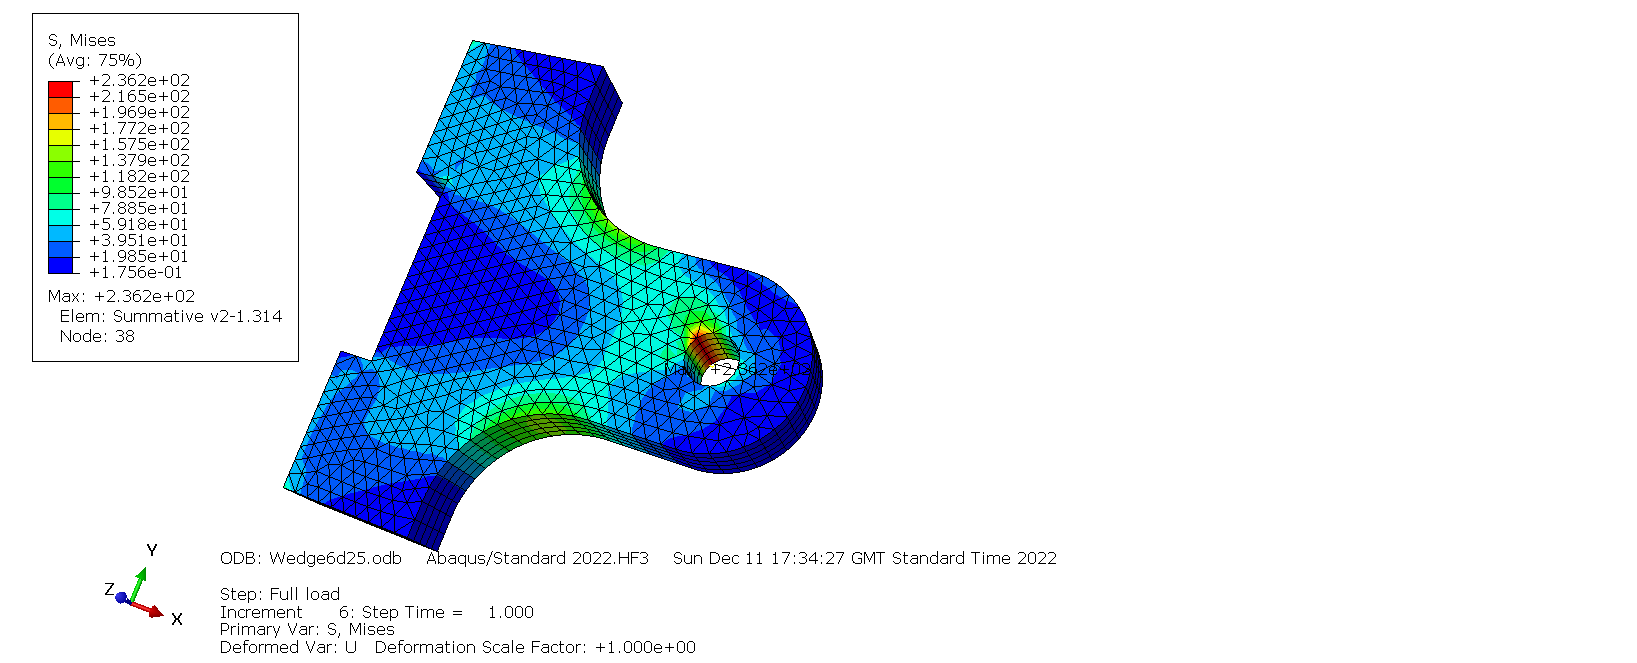 S, Mises
(Avg: 75%)
+2.362e+02
+2.165e+02
+1.969e+02
+1.772e+02
+1.575e+02
+1.379e+02
+1.182e+02
+9.852e+01
+7.885e+01
+5.918e+01
+3.951e+01
+1.985e+01
+1.756e-01
Max: +2.362e+02
Elem: Summative v2-1.314
Node: 38
Max: +2.362e+02
Y
Z
X
ODB: Wedge6d25.odb Abaqus/Standard 2022.HF3 Sun Dec 11 17:34:27 GMT Standard Time 2022
Step: Full load
Increment 6: Step Time = 1.000
Primary Var: S, Mises
Deformed Var: U Deformation Scale Factor: +1.000e+00